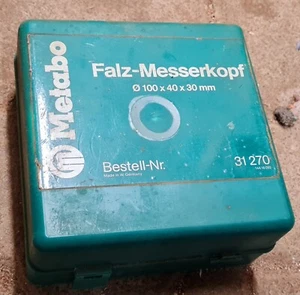 Metabo
Falz-Messerkopf
Ø 100 x 40 x 30 mm
Bestell-Nr.
31 270
Made in W.-Germany